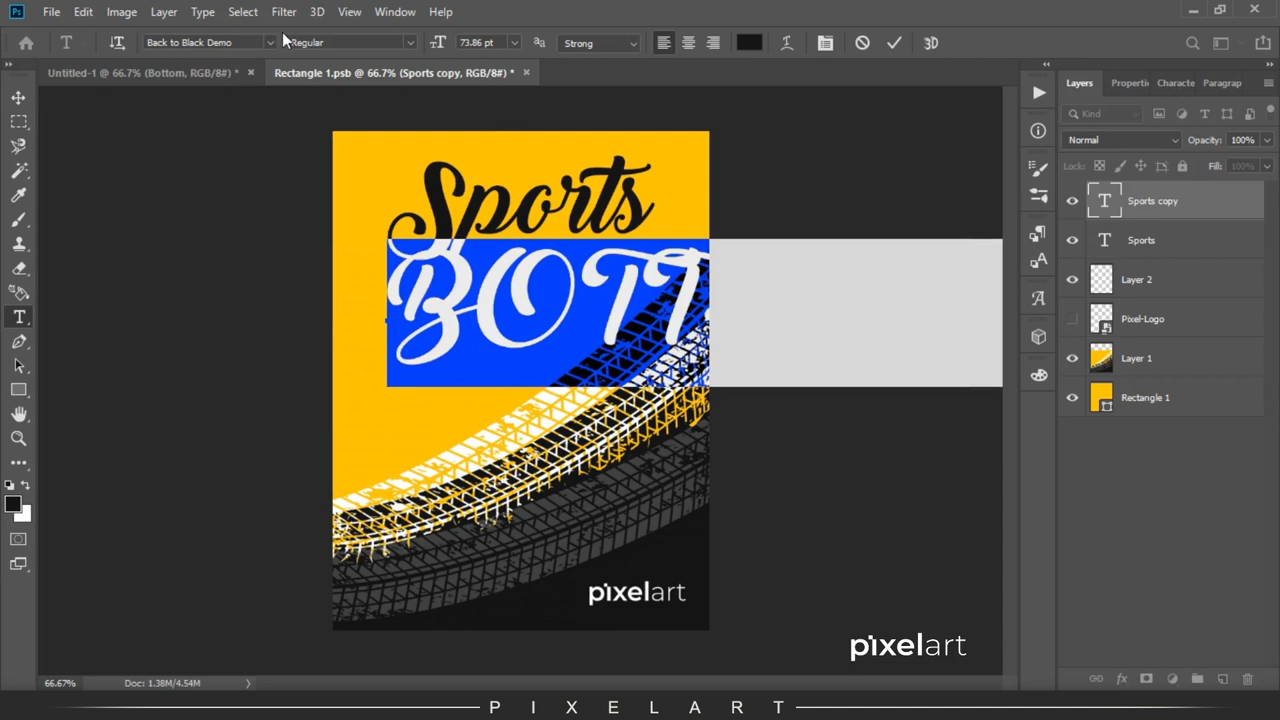 Ps File Edit Image Layer Type Select Filter 3D View Window Help
T Back to Black Demo Regular 73.86 pt aa Strong 3D
Untitled-1 @ 66.7% (Bottom, RGB/8#) * × Rectangle 1.psb @ 66.7% (Sports copy, RGB/8#) * ×
Layers Properti Characte Paragrap
Kind
Normal Opacity: 100%
Lock: Fill: 100%
Sports copy
Sports
Layer 2
Pixel-Logo
Layer 1
Rectangle 1
Sports
BOTT
pixelart
pixelart
66.67% Doc: 1.38M/4.54M
PIXELART